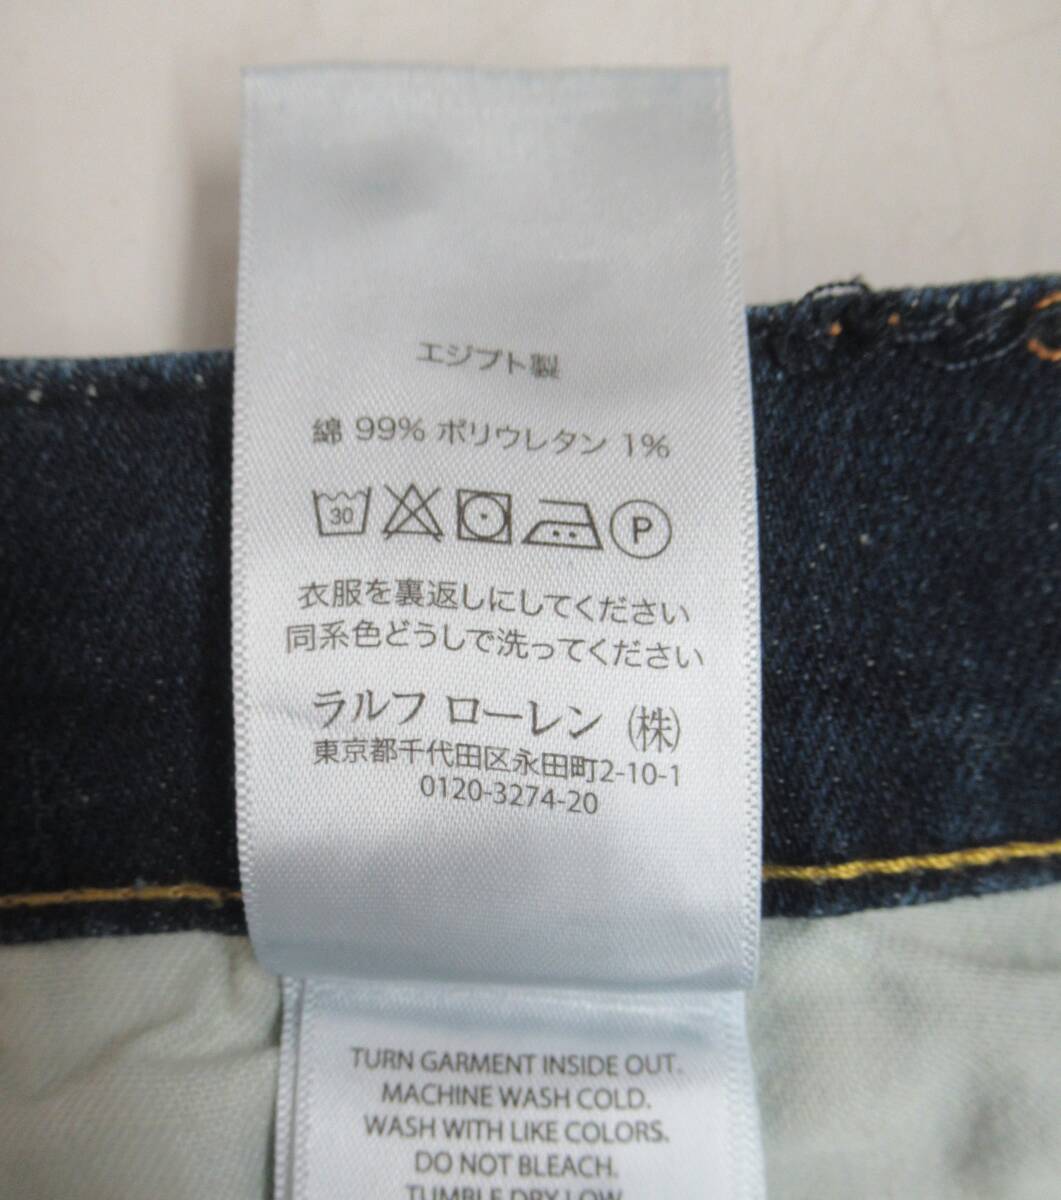 エジプト製
綿 99% ポリウレタン 1%
30 P
衣服を裏返しにしてください
同系色どうしで洗ってください
ラルフ ローレン (株)
東京都千代田区永田町2-10-1
0120-3274-20
TURN GARMENT INSIDE OUT.
MACHINE WASH COLD.
WASH WITH LIKE COLORS.
DO NOT BLEACH.
TUMBLE DRY LOW